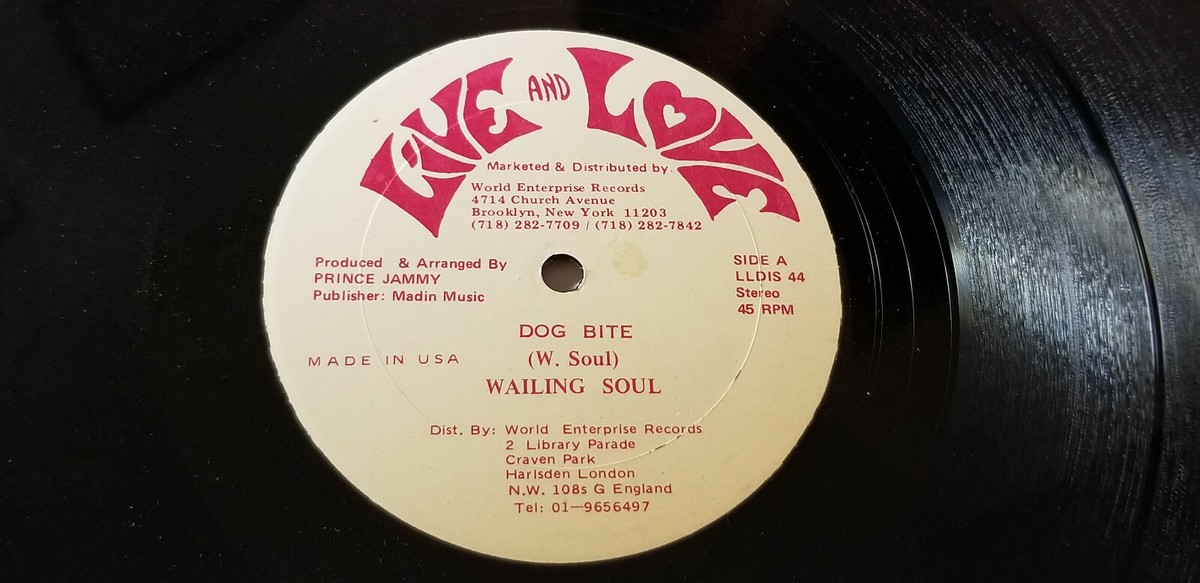 LIVE AND LOVE
Marketed & Distributed by
World Enterprise Records
4714 Church Avenue
Brooklyn, New York 11203
(718) 282-7709 / (718) 282-7842
Produced & Arranged By
PRINCE JAMMY
Publisher: Madin Music
SIDE A
LLDIS 44
Stereo
45 RPM
DOG BITE
MADE IN USA
(W. Soul)
WAILING SOUL
Dist. By: World Enterprise Records
2 Library Parade
Craven Park
Harlsden London
N.W. 108s G England
Tel: 01—9656497